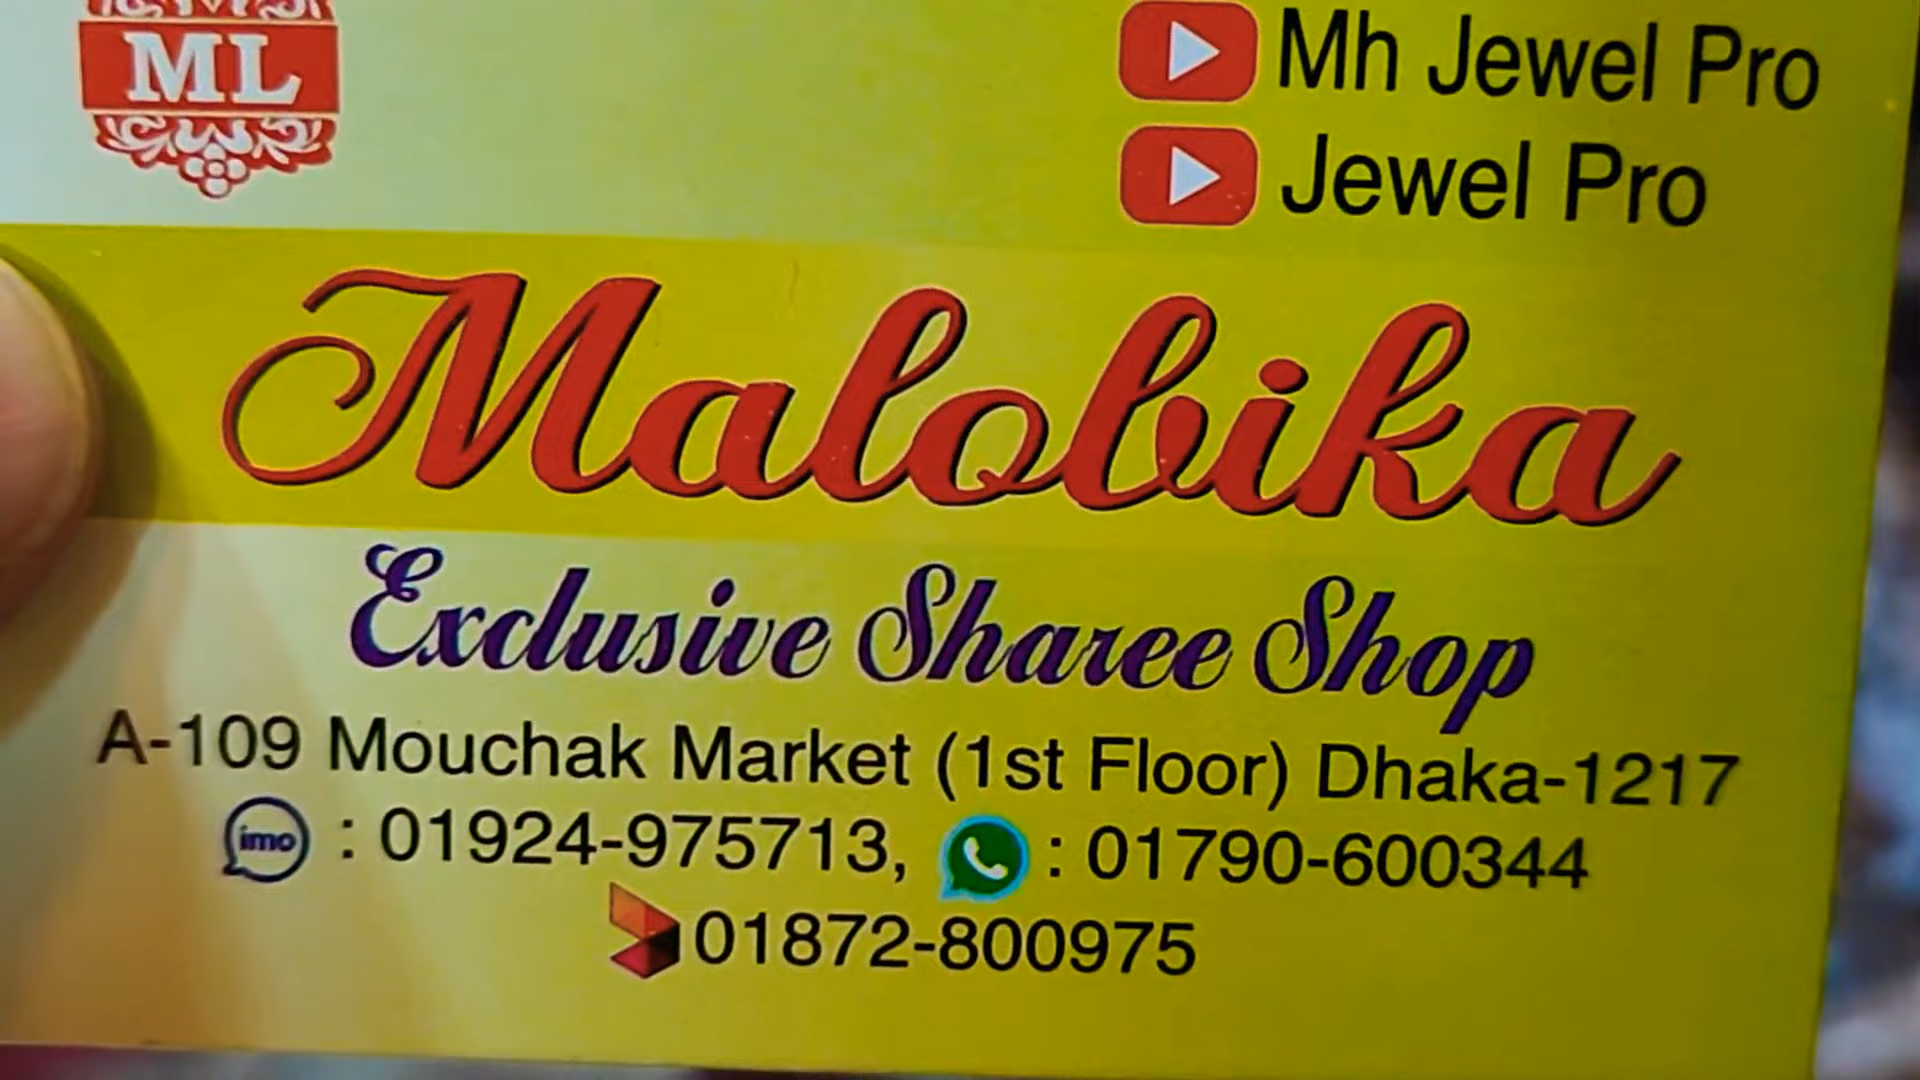 ML
Mh Jewel Pro
Jewel Pro
Malobika
Exclusive Sharee Shop
A-109 Mouchak Market (1st Floor) Dhaka-1217
imo : 01924-975713, : 01790-600344
01872-800975